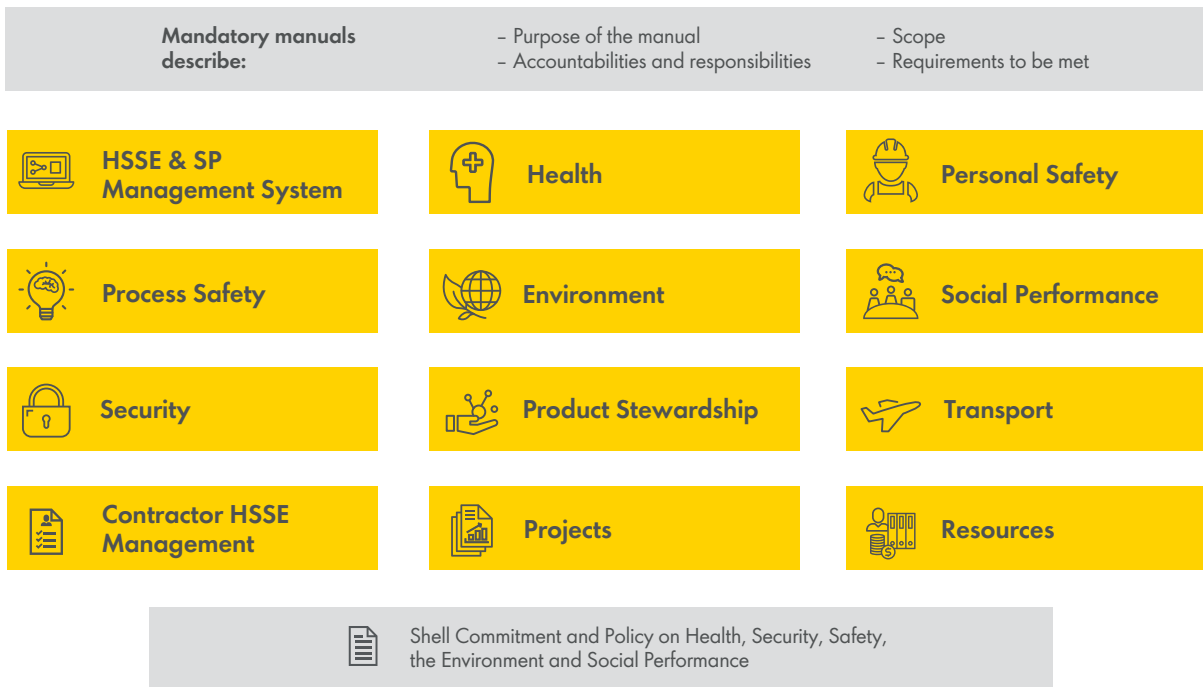 Mandatory manuals
describe:
– Purpose of the manual
– Accountabilities and responsibilities
– Scope
– Requirements to be met
HSSE & SP
Management System
Health
Personal Safety
Process Safety
Environment
Social Performance
Security
Product Stewardship
Transport
Contractor HSSE
Management
Projects
Resources
Shell Commitment and Policy on Health, Security, Safety,
the Environment and Social Performance